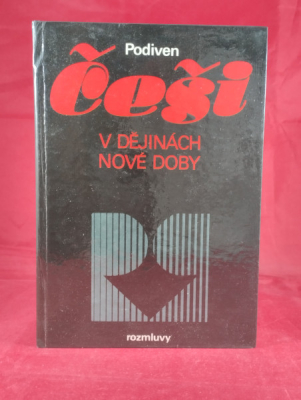 Podiven
češi
V DĚJINÁCH
NOVÉ DOBY
rozmluvy